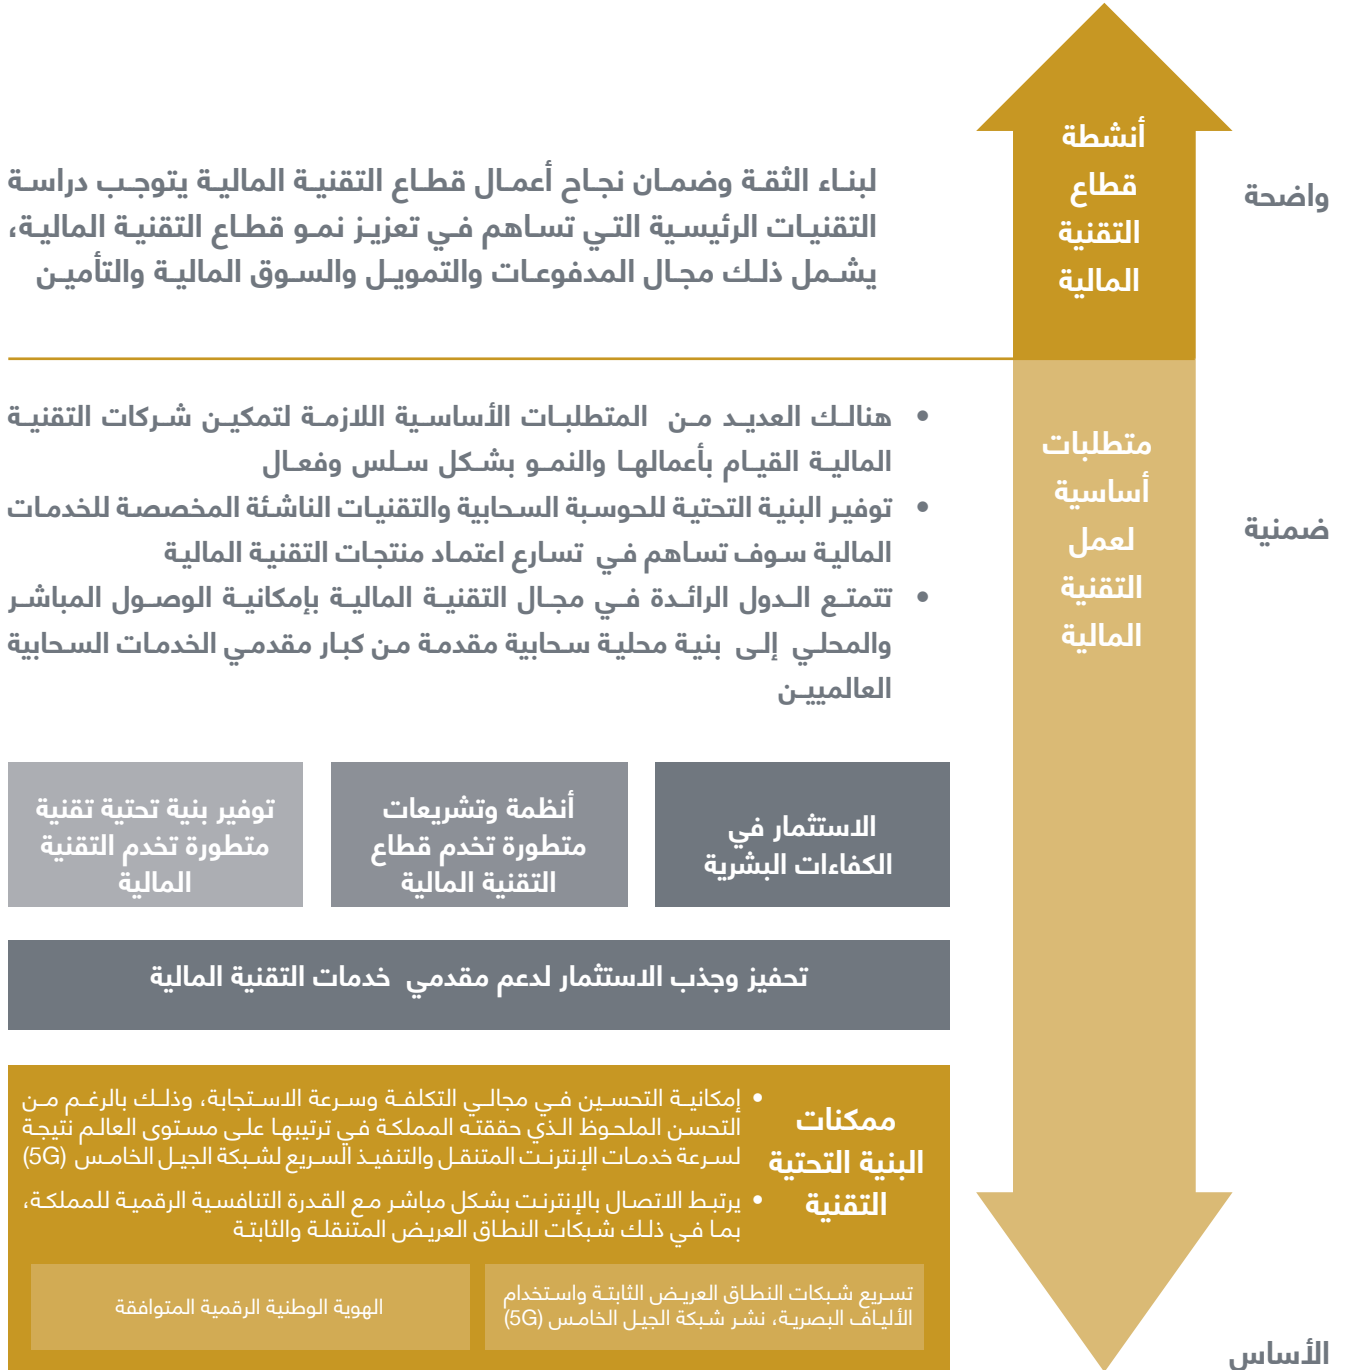 واضحة
أنشطة
قطاع
التقنية
المالية
لبناء الثقة وضمان نجاح أعمال قطاع التقنية المالية يتوجب دراسة
التقنيات الرئيسية التي تساهم في تعزيز نمو قطاع التقنية المالية،
يشمل ذلك مجال المدفوعات والتمويل والسوق المالية والتأمين
ضمنية
متطلبات
أساسية
لعمل
التقنية
المالية
• هنالك العديد من المتطلبات الأساسية اللازمة لتمكين شركات التقنية
المالية القيام بأعمالها والنمو بشكل سلس وفعال
• توفير البنية التحتية للحوسبة السحابية والتقنيات الناشئة المخصصة للخدمات
المالية سوف تساهم في تسارع اعتماد منتجات التقنية المالية
• تتمتع الدول الرائدة في مجال التقنية المالية بإمكانية الوصول المباشر
والمحلي إلى بنية محلية سحابية مقدمة من كبار مقدمي الخدمات السحابية
العالمييين
الاستثمار في
الكفاءات البشرية
أنظمة وتشريعات
متطورة تخدم قطاع
التقنية المالية
توفير بنية تحتية تقنية
متطورة تخدم التقنية
المالية
تحفيز وجذب الاستثمار لدعم مقدمي خدمات التقنية المالية
ممكنات
البنية التحتية
التقنية
• إمكانية التحسين في مجالي التكلفة وسرعة الاستجابة، وذلك بالرغم من
التحسن الملحوظ الذي حققته المملكة في ترتيبها على مستوى العالم نتيجة
لسرعة خدمات الإنترنت المتنقل والتنفيذ السريع لشبكة الجيل الخامس (5G)
• يرتبط الاتصال بالإنترنت بشكل مباشر مع القدرة التنافسية الرقمية للمملكة،
بما في ذلك شبكات النطاق العريض المتنقلة والثابتة
تسريع شبكات النطاق العريض الثابتة واستخدام
الألياف البصرية، نشر شبكة الجيل الخامس (5G)
الهوية الوطنية الرقمية المتوافقة
الأساس